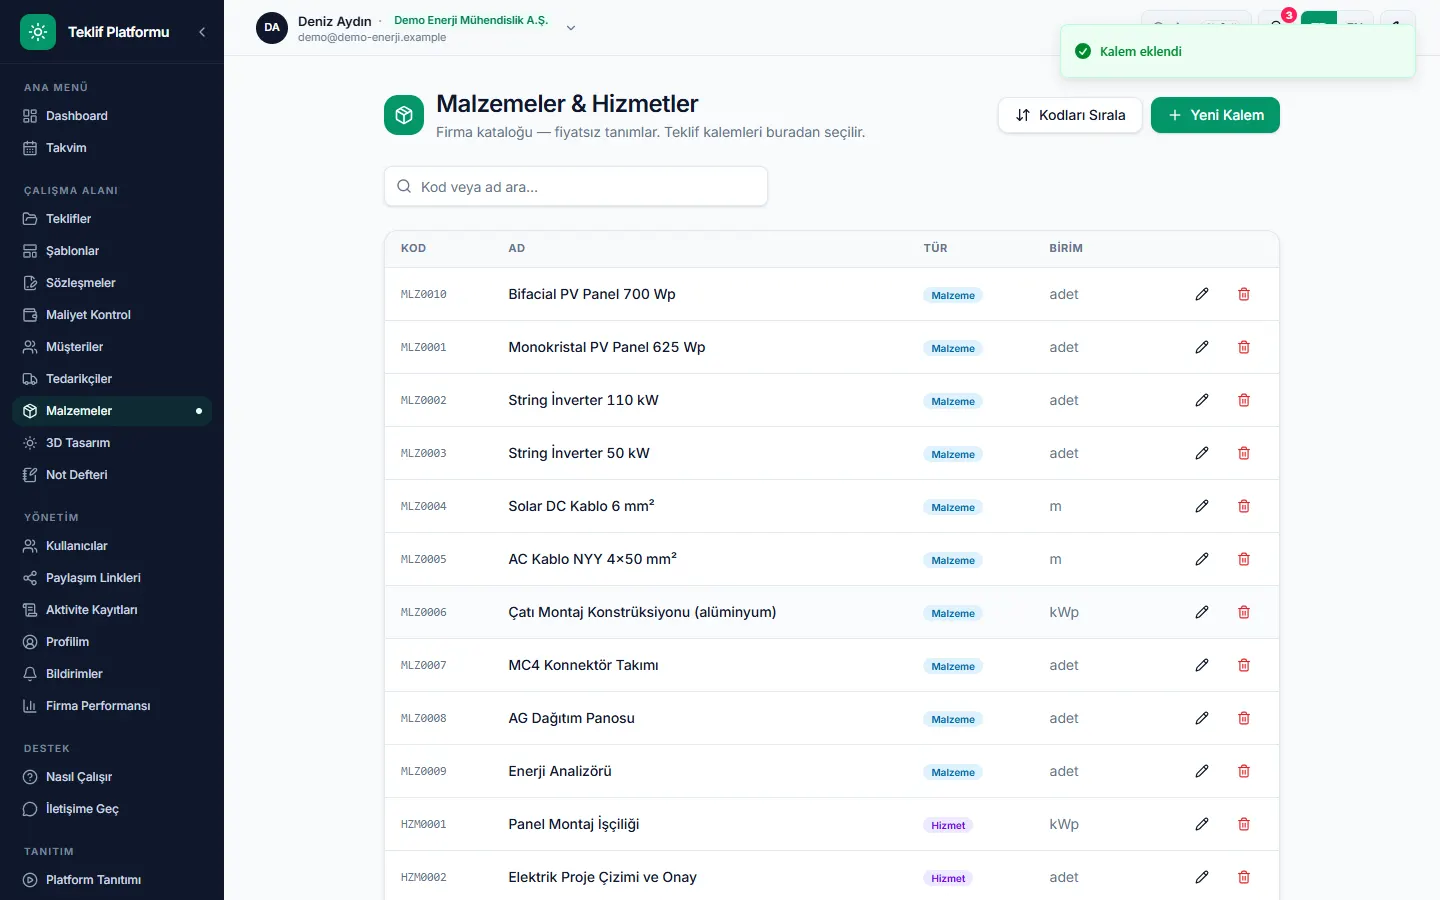 Teklif Platformu
ANA MENÜ
Dashboard
Takvim
ÇALIŞMA ALANI
Teklifler
Şablonlar
Sözleşmeler
Maliyet Kontrol
Müşteriler
Tedarikçiler
Malzemeler
3D Tasarım
Not Defteri
YÖNETİM
Kullanıcılar
Paylaşım Linkleri
Aktivite Kayıtları
Profilim
Bildirimler
Firma Performansı
DESTEK
Nasıl Çalışır
İletişime Geç
TANITIM
Platform Tanıtımı
DA
Deniz Aydın · Demo Enerji Mühendislik A.Ş.
demo@demo-enerji.example
3
Kalem eklendi
Malzemeler & Hizmetler
Firma kataloğu — fiyatsız tanımlar. Teklif kalemleri buradan seçilir.
Kodları Sırala
Yeni Kalem
Kod veya ad ara...
KOD AD TÜR BİRİM
MLZ0010 Bifacial PV Panel 700 Wp Malzeme adet
MLZ0001 Monokristal PV Panel 625 Wp Malzeme adet
MLZ0002 String İnverter 110 kW Malzeme adet
MLZ0003 String İnverter 50 kW Malzeme adet
MLZ0004 Solar DC Kablo 6 mm² Malzeme m
MLZ0005 AC Kablo NYY 4×50 mm² Malzeme m
MLZ0006 Çatı Montaj Konstrüksiyonu (alüminyum) Malzeme kWp
MLZ0007 MC4 Konnektör Takımı Malzeme adet
MLZ0008 AG Dağıtım Panosu Malzeme adet
MLZ0009 Enerji Analizörü Malzeme adet
HZM0001 Panel Montaj İşçiliği Hizmet kWp
HZM0002 Elektrik Proje Çizimi ve Onay Hizmet adet